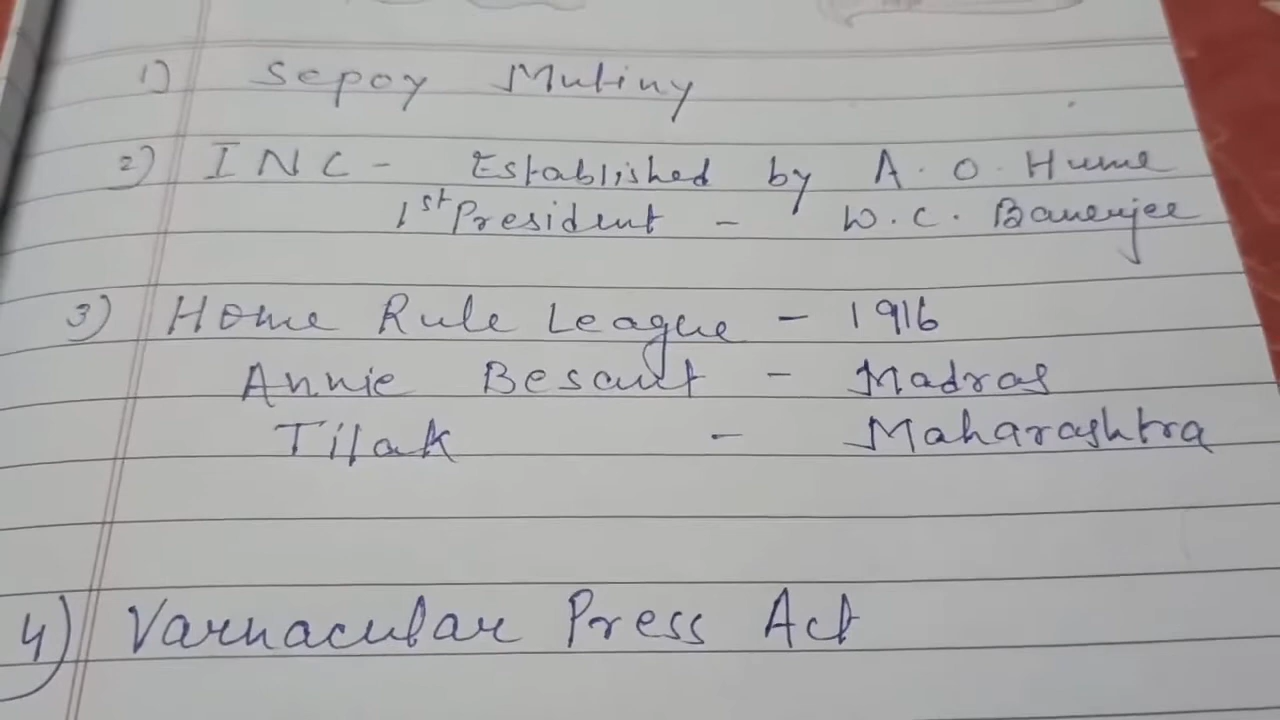 1) Sepoy Mutiny
2) INC - Established by A. O. Hume
1st President - W. C. Banerjee
3) Home Rule League - 1916
Annie Besant - Madras
Tilak - Maharashtra
4) Varnacular Press Act